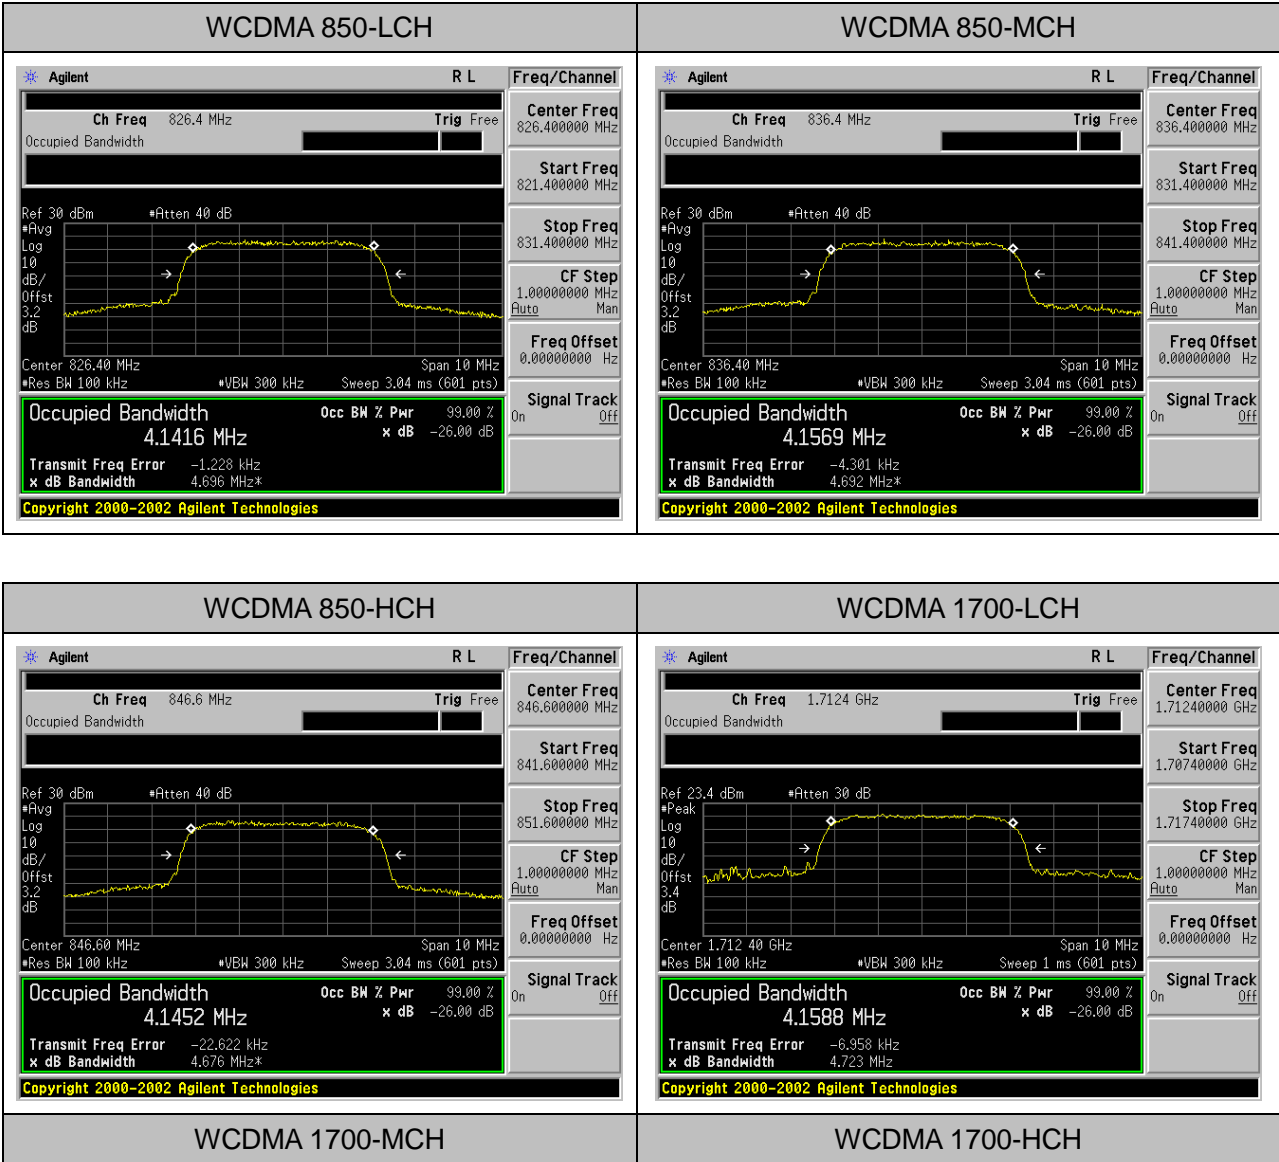 WCDMA 850-LCH
WCDMA 850-MCH
Agilent R L Freq/Channel
Ch Freq 826.4 MHz Trig Free
Occupied Bandwidth
Center Freq
826.400000 MHz
Start Freq
821.400000 MHz
Stop Freq
831.400000 MHz
CF Step
1.00000000 MHz
Auto Man
Freq Offset
0.00000000 Hz
Signal Track
On Off
Ref 30 dBm #Atten 40 dB
#Avg
Log
10
dB/
Offst
3.2
dB
Center 826.40 MHz Span 10 MHz
#Res BW 100 kHz #VBW 300 kHz Sweep 3.04 ms (601 pts)
Occupied Bandwidth Occ BW % Pwr 99.00 %
4.1416 MHz x dB -26.00 dB
Transmit Freq Error -1.228 kHz
x dB Bandwidth 4.696 MHz*
Copyright 2000-2002 Agilent Technologies
Agilent R L Freq/Channel
Ch Freq 836.4 MHz Trig Free
Occupied Bandwidth
Center Freq
836.400000 MHz
Start Freq
831.400000 MHz
Stop Freq
841.400000 MHz
CF Step
1.00000000 MHz
Auto Man
Freq Offset
0.00000000 Hz
Signal Track
On Off
Ref 30 dBm #Atten 40 dB
#Avg
Log
10
dB/
Offst
3.2
dB
Center 836.40 MHz Span 10 MHz
#Res BW 100 kHz #VBW 300 kHz Sweep 3.04 ms (601 pts)
Occupied Bandwidth Occ BW % Pwr 99.00 %
4.1569 MHz x dB -26.00 dB
Transmit Freq Error -4.301 kHz
x dB Bandwidth 4.692 MHz*
Copyright 2000-2002 Agilent Technologies
WCDMA 850-HCH
WCDMA 1700-LCH
Agilent R L Freq/Channel
Ch Freq 846.6 MHz Trig Free
Occupied Bandwidth
Center Freq
846.600000 MHz
Start Freq
841.600000 MHz
Stop Freq
851.600000 MHz
CF Step
1.00000000 MHz
Auto Man
Freq Offset
0.00000000 Hz
Signal Track
On Off
Ref 30 dBm #Atten 40 dB
#Avg
Log
10
dB/
Offst
3.2
dB
Center 846.60 MHz Span 10 MHz
#Res BW 100 kHz #VBW 300 kHz Sweep 3.04 ms (601 pts)
Occupied Bandwidth Occ BW % Pwr 99.00 %
4.1452 MHz x dB -26.00 dB
Transmit Freq Error -22.622 kHz
x dB Bandwidth 4.676 MHz*
Copyright 2000-2002 Agilent Technologies
Agilent R L Freq/Channel
Ch Freq 1.7124 GHz Trig Free
Occupied Bandwidth
Center Freq
1.71240000 GHz
Start Freq
1.70740000 GHz
Stop Freq
1.71740000 GHz
CF Step
1.00000000 MHz
Auto Man
Freq Offset
0.00000000 Hz
Signal Track
On Off
Ref 23.4 dBm #Atten 30 dB
#Peak
Log
10
dB/
Offst
3.4
dB
Center 1.712 40 GHz Span 10 MHz
#Res BW 100 kHz #VBW 300 kHz Sweep 1 ms (601 pts)
Occupied Bandwidth Occ BW % Pwr 99.00 %
4.1588 MHz x dB -26.00 dB
Transmit Freq Error -6.958 kHz
x dB Bandwidth 4.723 MHz
Copyright 2000-2002 Agilent Technologies
WCDMA 1700-MCH
WCDMA 1700-HCH